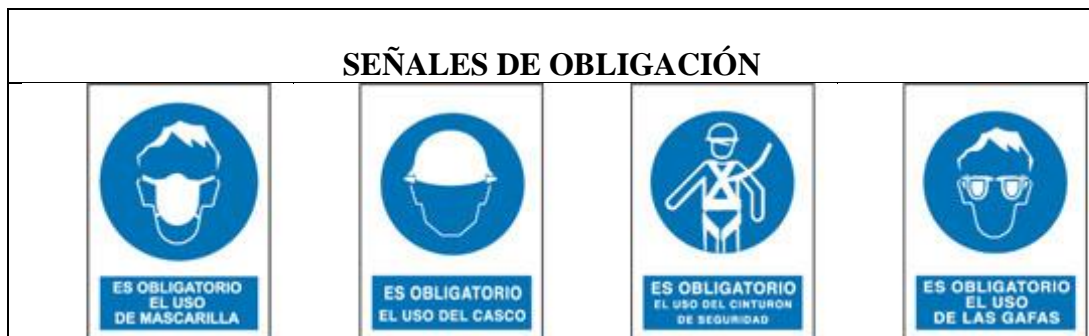 SEÑALES DE OBLIGACIÓN
ES OBLIGATORIO
EL USO
DE MASCARILLA
ES OBLIGATORIO
EL USO DEL CASCO
ES OBLIGATORIO
EL USO DEL CINTURON
DE SEGURIDAD
ES OBLIGATORIO
EL USO
DE LAS GAFAS